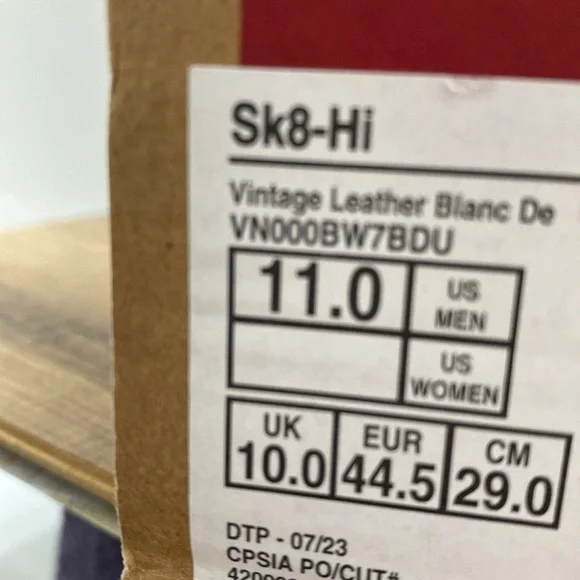 Sk8-Hi
Vintage Leather Blanc De
VN000BW7BDU
11.0 US MEN
US WOMEN
UK EUR CM
10.0 44.5 29.0
DTP - 07/23
CPSIA PO/CUT#